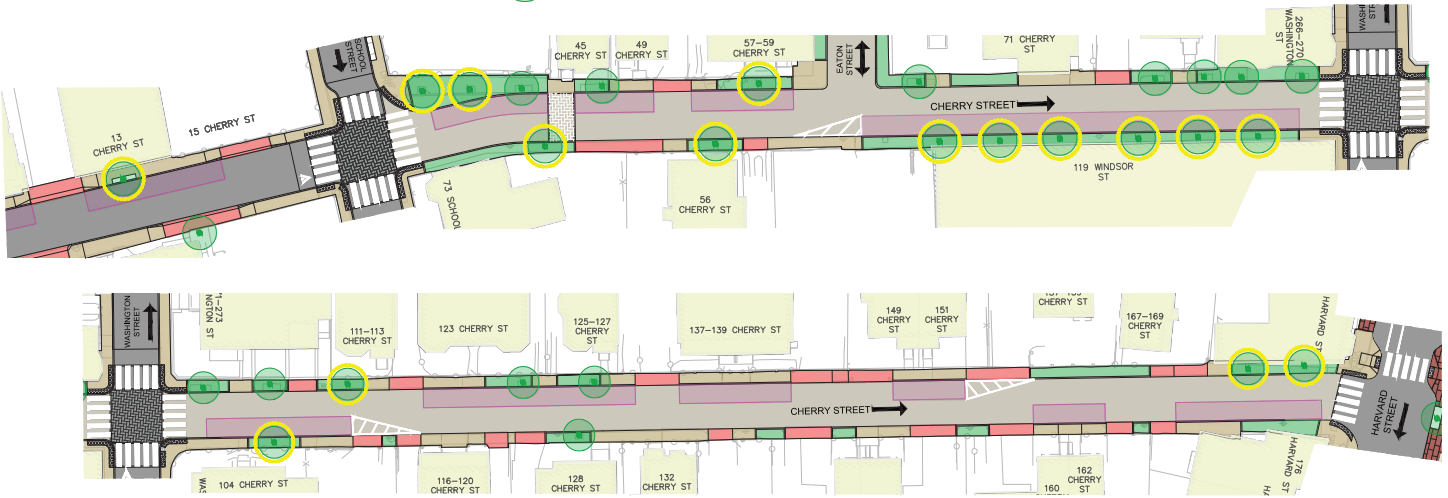 SCHOOL
STREET
45
CHERRY ST
49
CHERRY ST
57-59
CHERRY ST
EATON
STREET
71
CHERRY ST
266-270
WASHINGTON
ST
13
CHERRY ST
15 CHERRY ST
CHERRY STREET
73 SCHOOL
56
CHERRY ST
119 WINDSOR
ST
WASHINGTON
STREET
111-113
CHERRY ST
123 CHERRY ST
125-127
CHERRY
ST
137-139 CHERRY ST
149
CHERRY
ST
151
CHERRY
ST
167-169
CHERRY
ST
HARVARD ST
CHERRY STREET
HARVARD
STREET
104 CHERRY ST
116-120
CHERRY ST
128
CHERRY ST
132
CHERRY ST
160
162
CHERRY
ST
176
HARVARD ST